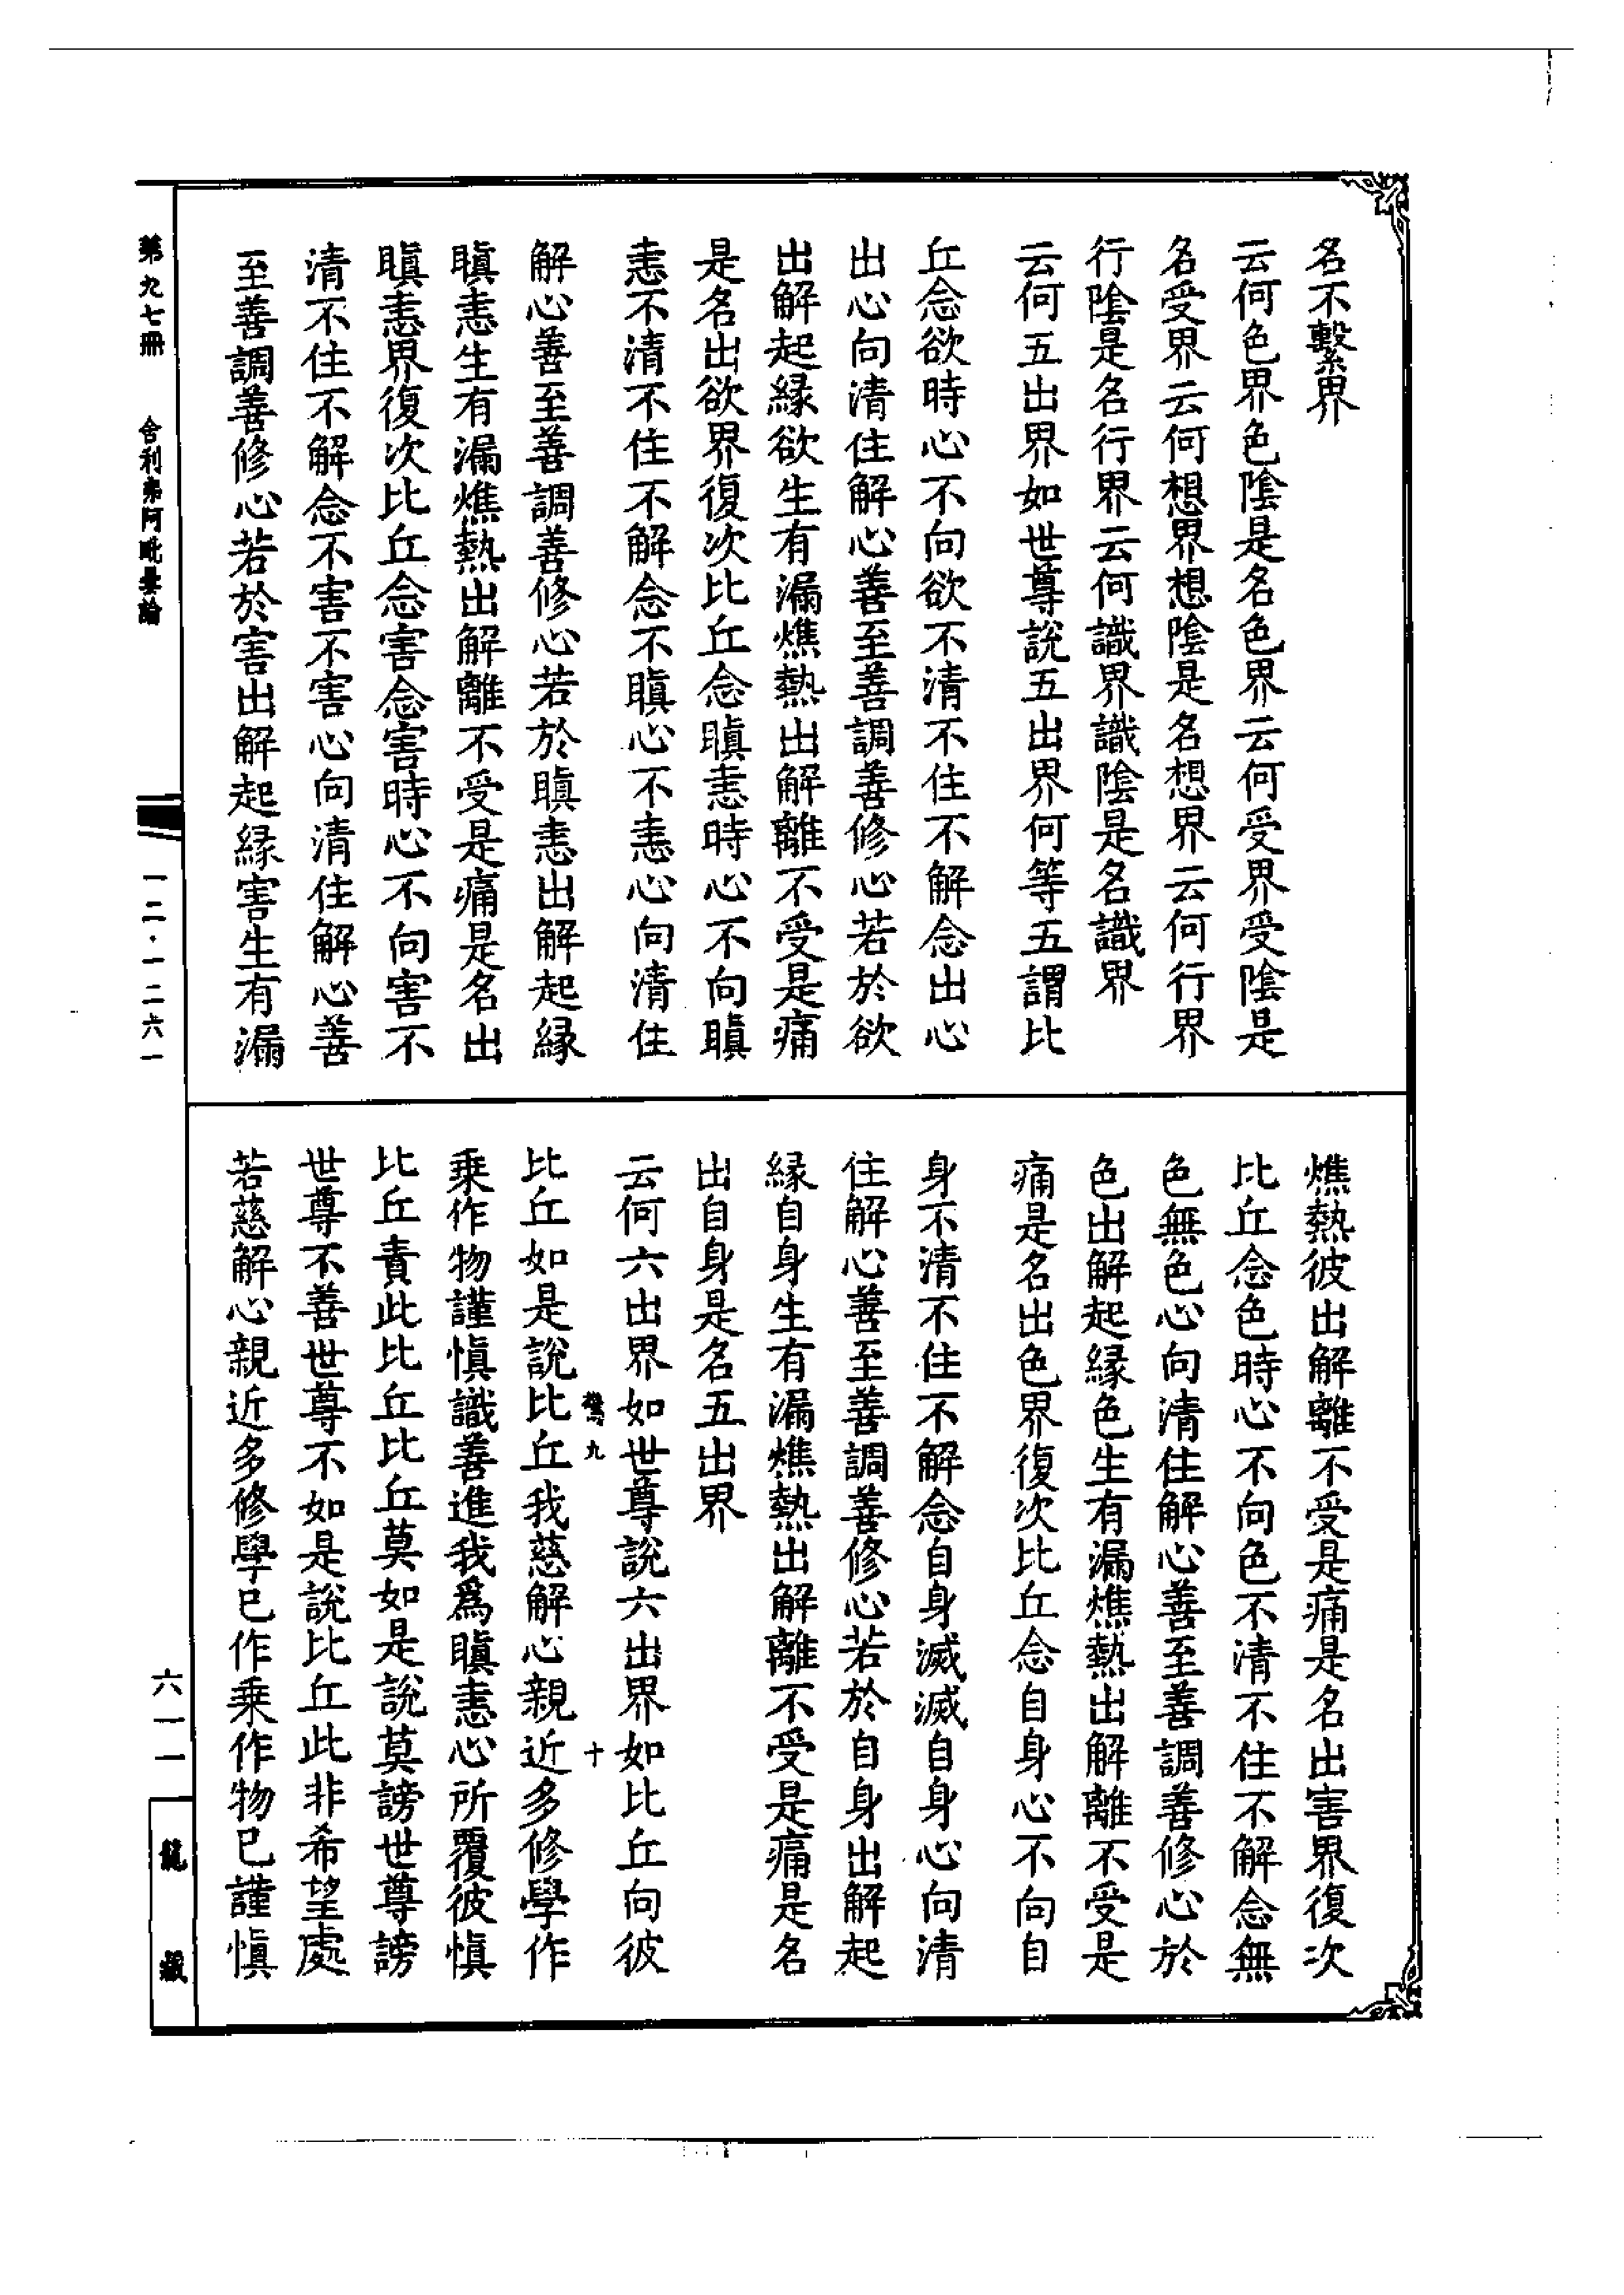 名不繫界
云何色界色陰是名色界云何受界受陰是
名受界云何想界想陰是名想界云何行界
行陰是名行界云何識界識陰是名識界
云何五出界如世尊說五出界何等五謂比
丘念欲時心不向欲不清不住不解念出心
出心向清住解心善至善調善修心若於欲
出解起緣欲生有漏燋熱出解離不受是痛
是名出欲界復次比丘念瞋恚時心不向瞋
恚不清不住不解念不瞋心不恚心向清住
解心善至善調善修心若於瞋恚出解起緣
瞋恚生有漏燋熱出解離不受是痛是名出
瞋恚界復次比丘念害念害時心不向害不
清不住不解念不害不害心向清住解心善
至善調善修心若於害出解起緣害生有漏
燋熱彼出解離不受是痛是名出害界復次
比丘念色時心不向色不清不住不解念無
色無色心向清住解心善至善調善修心於
色出解起緣色生有漏燋熱出解離不受是
痛是名出色界復次比丘念自身心不向自
身不清不住不解念自身滅滅自身心向清
住解心善至善調善修心若於自身出解起
緣自身生有漏燋熱出解離不受是痛是名
出自身是名五出界
云何六出界如世尊說六出界如比丘向彼
九 十
比丘如是說比丘我慈解心親近多修學作
乘作物謹慎識善進我為瞋恚心所覆彼慎
比丘責此比丘比丘莫如是說莫謗世尊謗
世尊不善世尊不如是說比丘此非希望處
若慈解心親近多修學已作乘作物已謹慎
第九七冊 舍利弗阿毗曇論 一二·一二六一 六一一
龍藏